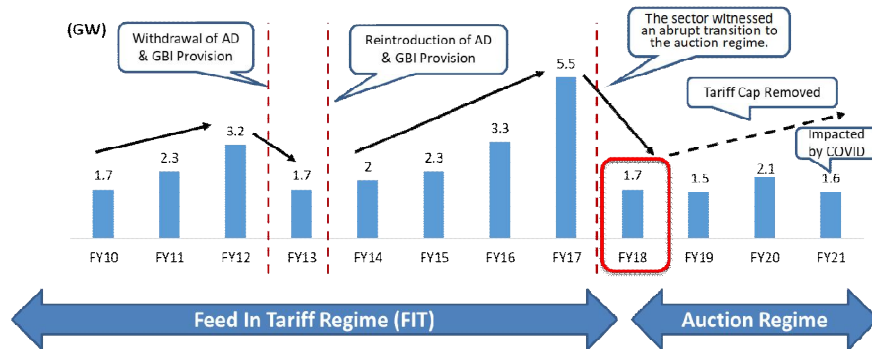 (GW)
Withdrawal of AD
& GBI Provision
Reintroduction of AD
& GBI Provision
The sector witnessed
an abrupt transition to
the auction regime.
Tariff Cap Removed
Impacted
by COVID
1.7
2.3
3.2
1.7
2
2.3
3.3
5.5
1.7
1.5
2.1
1.6
FY10
FY11
FY12
FY13
FY14
FY15
FY16
FY17
FY18
FY19
FY20
FY21
Feed In Tariff Regime (FIT)
Auction Regime